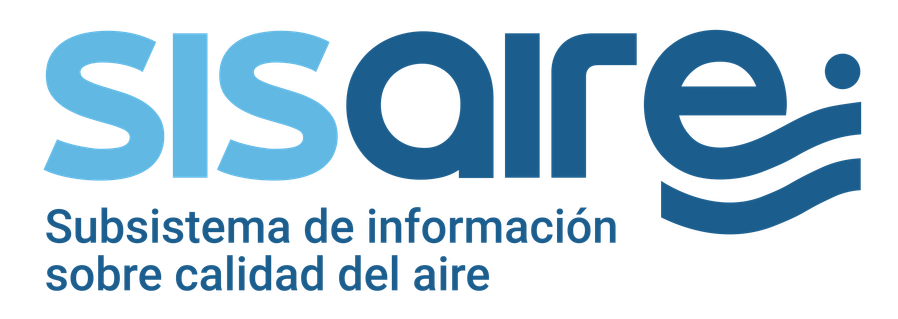 SISaire
Subsistema de información
sobre calidad del aire